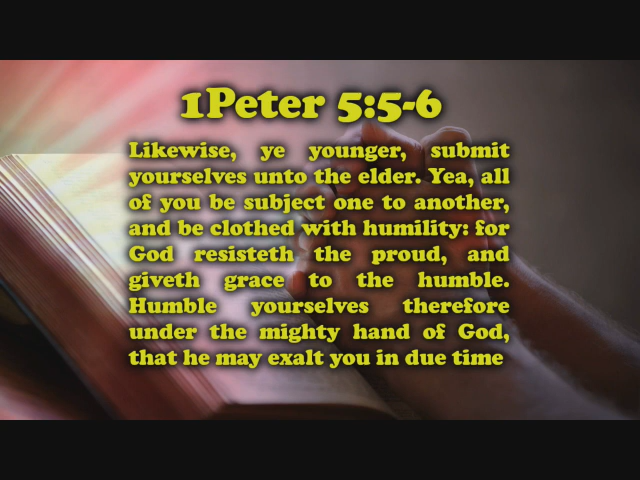 1Peter 5:5-6
Likewise, ye younger, submit
yourselves unto the elder. Yea, all
of you be subject one to another,
and be clothed with humility: for
God resisteth the proud, and
giveth grace to the humble.
Humble yourselves therefore
under the mighty hand of God,
that he may exalt you in due time